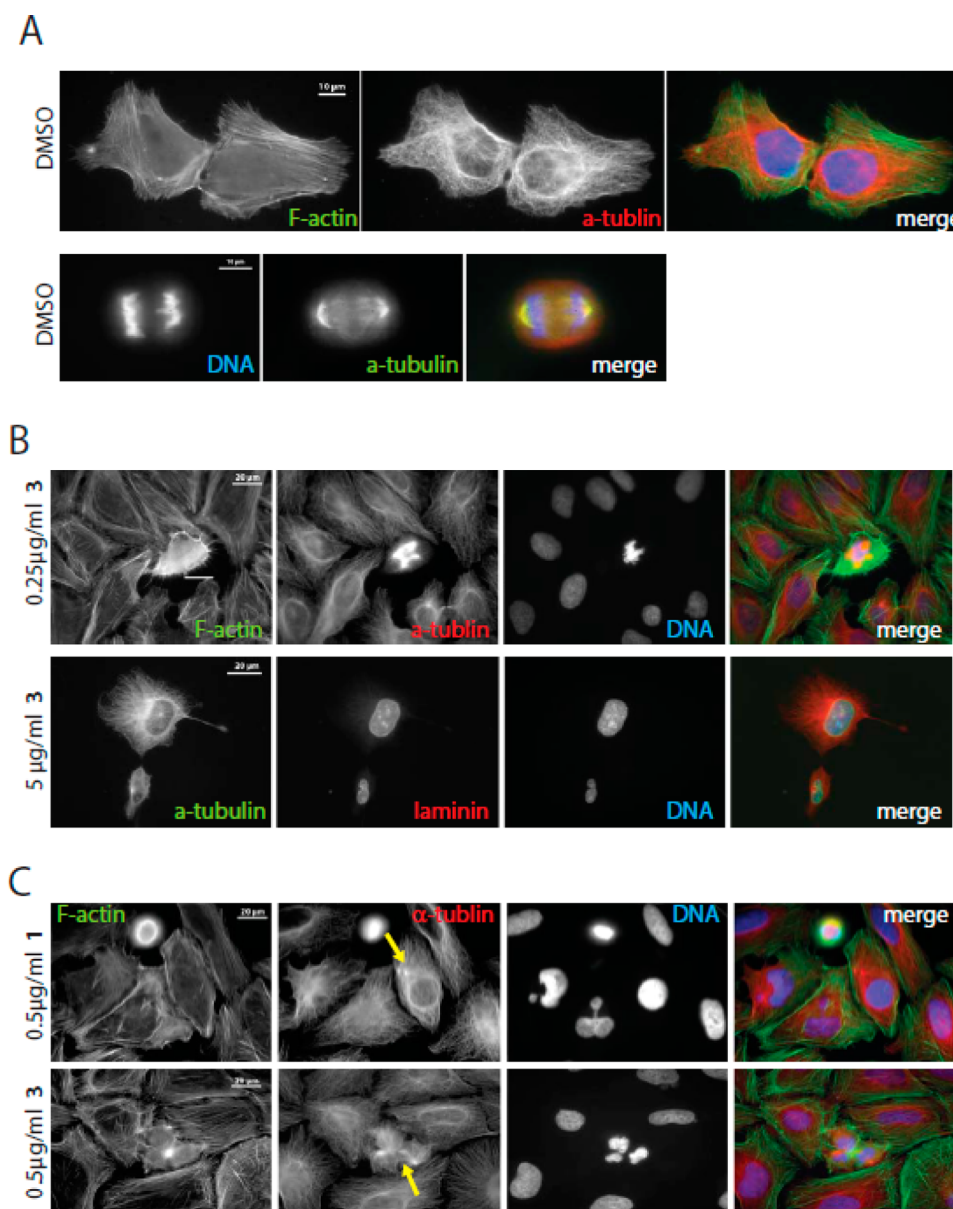 A
DMSO
10 µm
F-actin
a-tublin
merge
DMSO
10 µm
DNA
a-tubulin
merge
B
0.25µg/ml 3
20 µm
F-actin
a-tublin
DNA
merge
5 µg/ml 3
20 µm
a-tubulin
laminin
DNA
merge
C
0.5µg/ml 1
F-actin
20 µm
α-tublin
DNA
merge
0.5µg/ml 3
20 µm